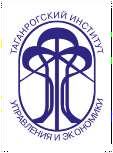 ТАГАНРОГСКИЙ ИНСТИТУТ
УПРАВЛЕНИЯ И ЭКОНОМИКИ